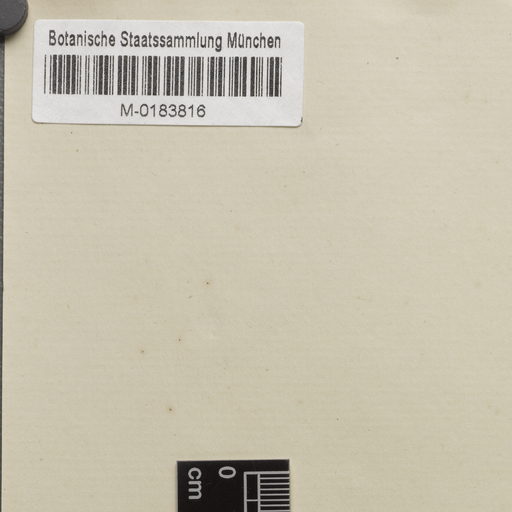 Botanische Staatssammlung München
M-0183816
0
cm